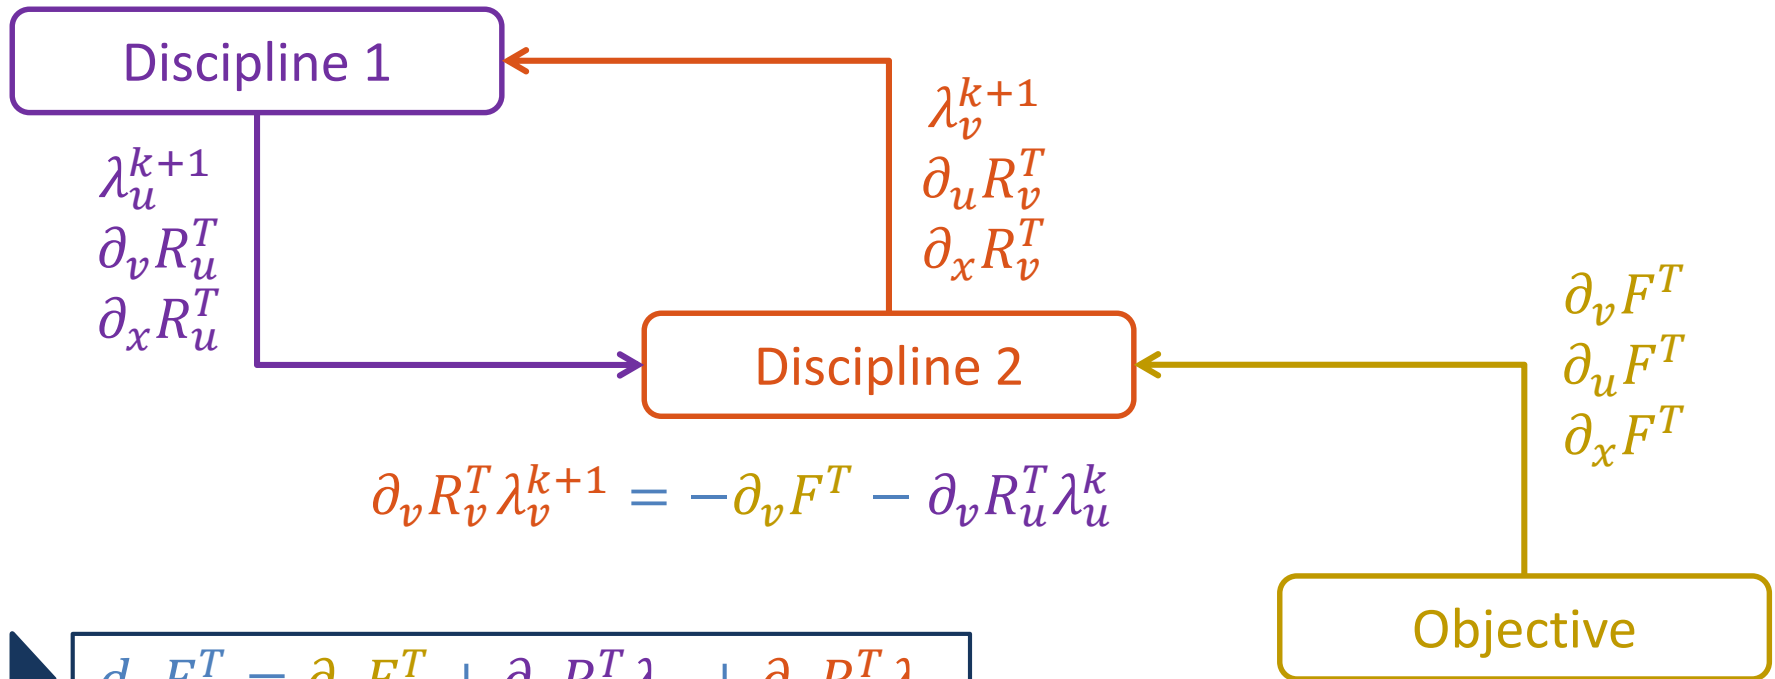 Discipline 1
λ_u^{k+1}
∂_v R_u^T
∂_x R_u^T
λ_v^{k+1}
∂_u R_v^T
∂_x R_v^T
Discipline 2
∂_v F^T
∂_u F^T
∂_x F^T
∂_v R_v^T λ_v^{k+1} = −∂_v F^T − ∂_v R_u^T λ_u^k
Objective
d F^T = ∂ F^T + ∂ R^T λ + ∂ R^T λ